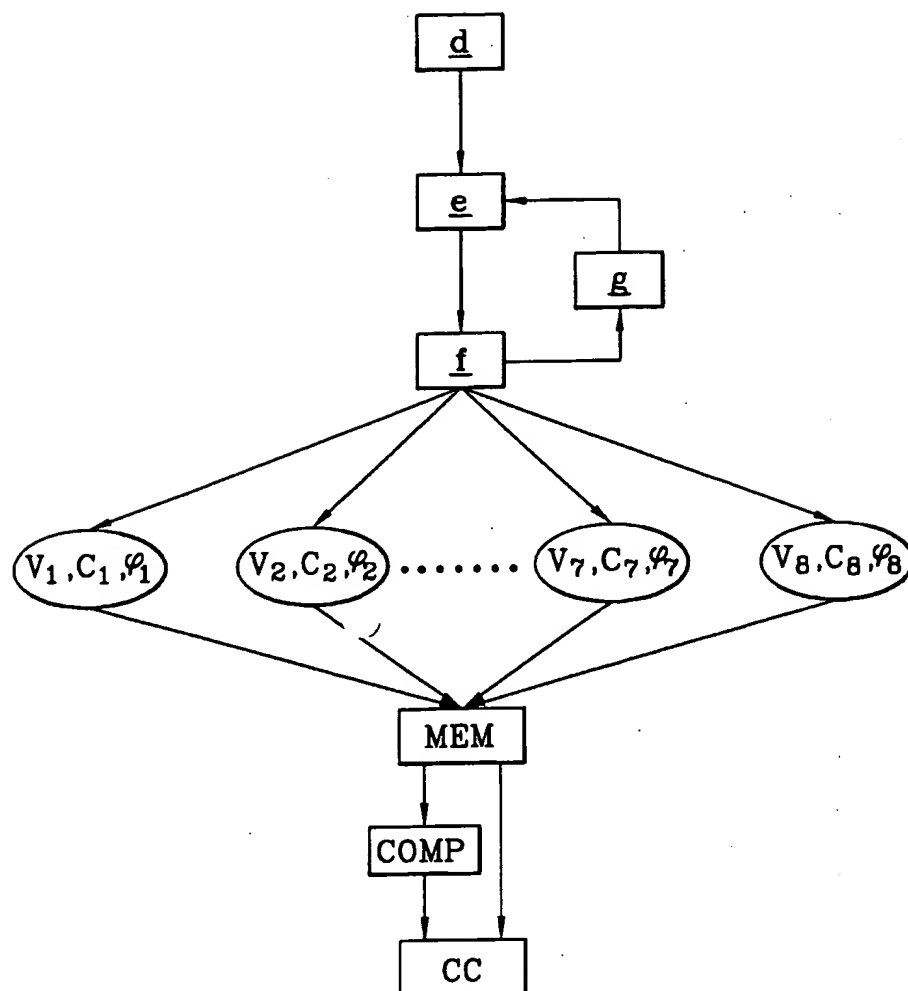 d
e
g
f
V₁,C₁,φ₁
V₂,C₂,φ₂
.......
V₇,C₇,φ₇
V₈,C₈,φ₈
MEM
COMP
CC